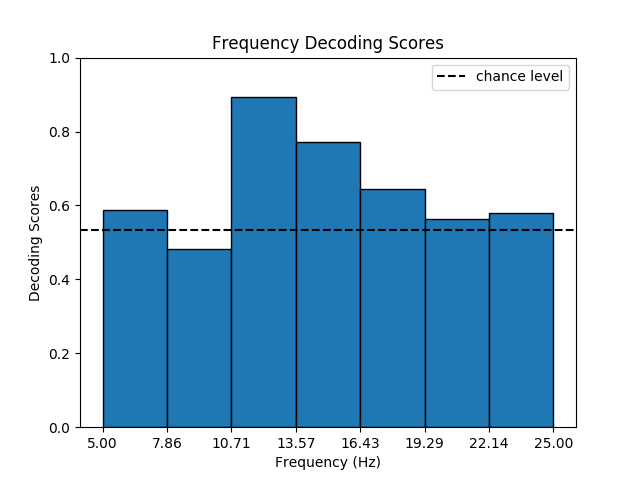 Frequency Decoding Scores
chance level
Decoding Scores
1.0
0.8
0.6
0.4
0.2
0.0
5.00 7.86 10.71 13.57 16.43 19.29 22.14 25.00
Frequency (Hz)